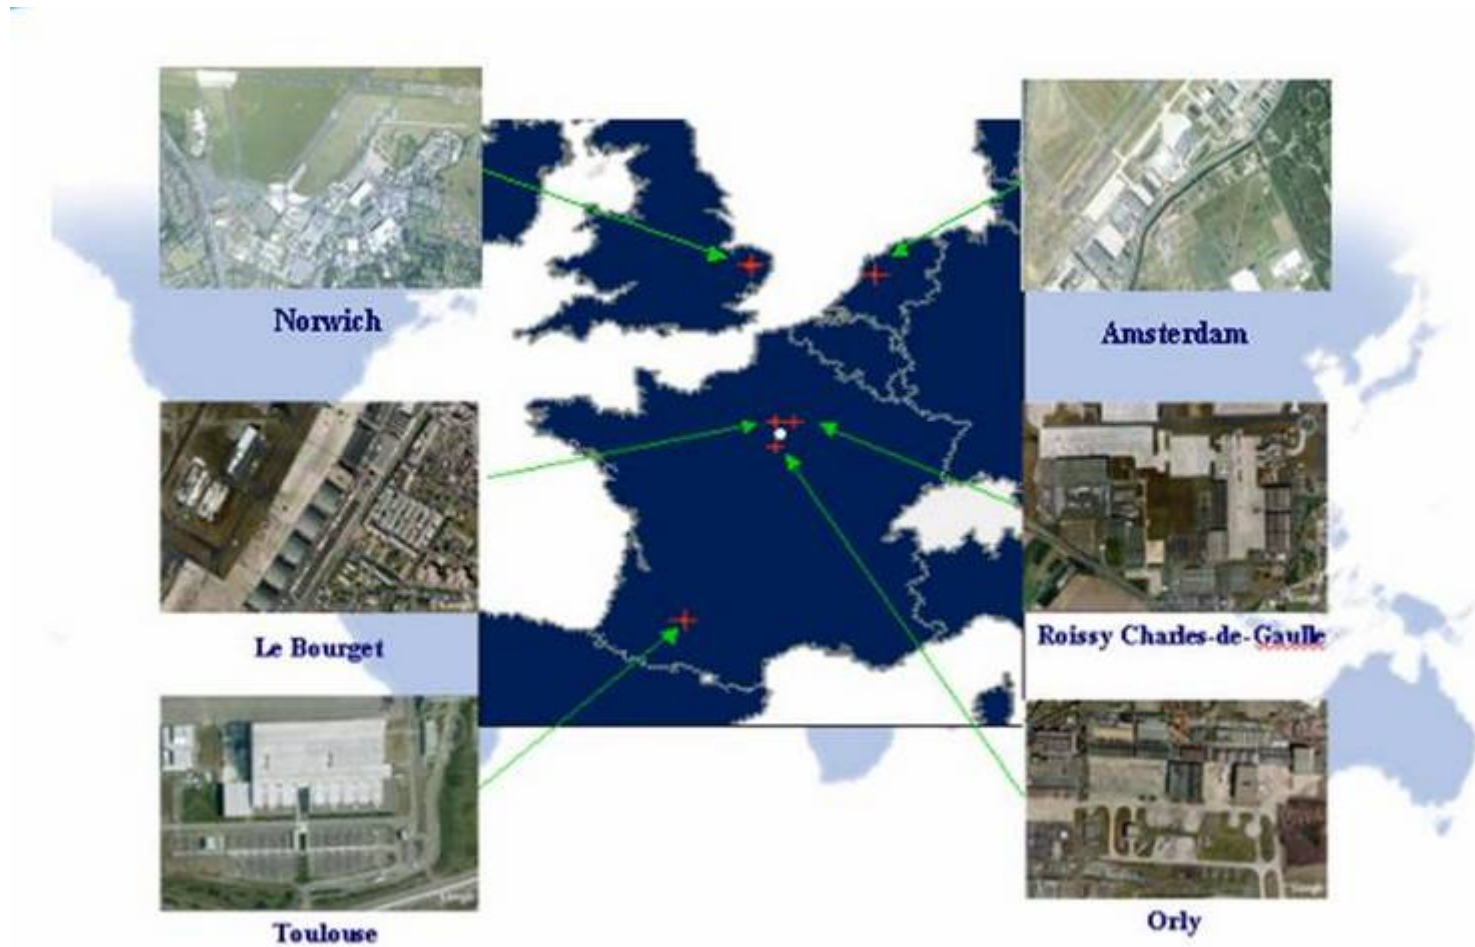 Norwich
Amsterdam
Le Bourget
Roissy Charles-de-Gaulle
Toulouse
Orly